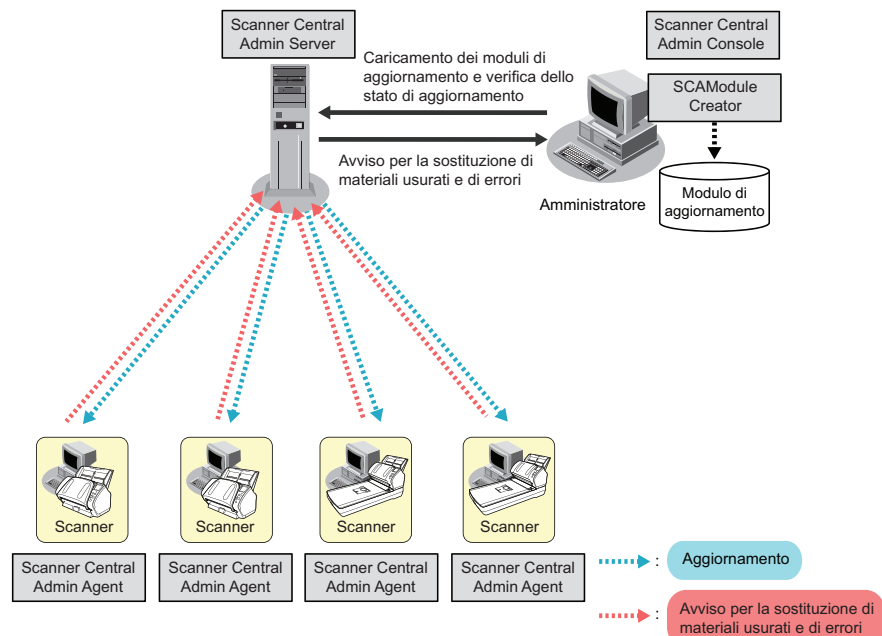 Scanner Central
Admin Server
Scanner Central
Admin Console
Caricamento dei moduli di
aggiornamento e verifica dello
stato di aggiornamento
SCAModule
Creator
Avviso per la sostituzione di
materiali usurati e di errori
Amministratore
Modulo di
aggiornamento
Scanner
Scanner
Scanner
Scanner
Scanner Central
Admin Agent
Scanner Central
Admin Agent
Scanner Central
Admin Agent
Scanner Central
Admin Agent
: Aggiornamento
: Avviso per la sostituzione di
materiali usurati e di errori